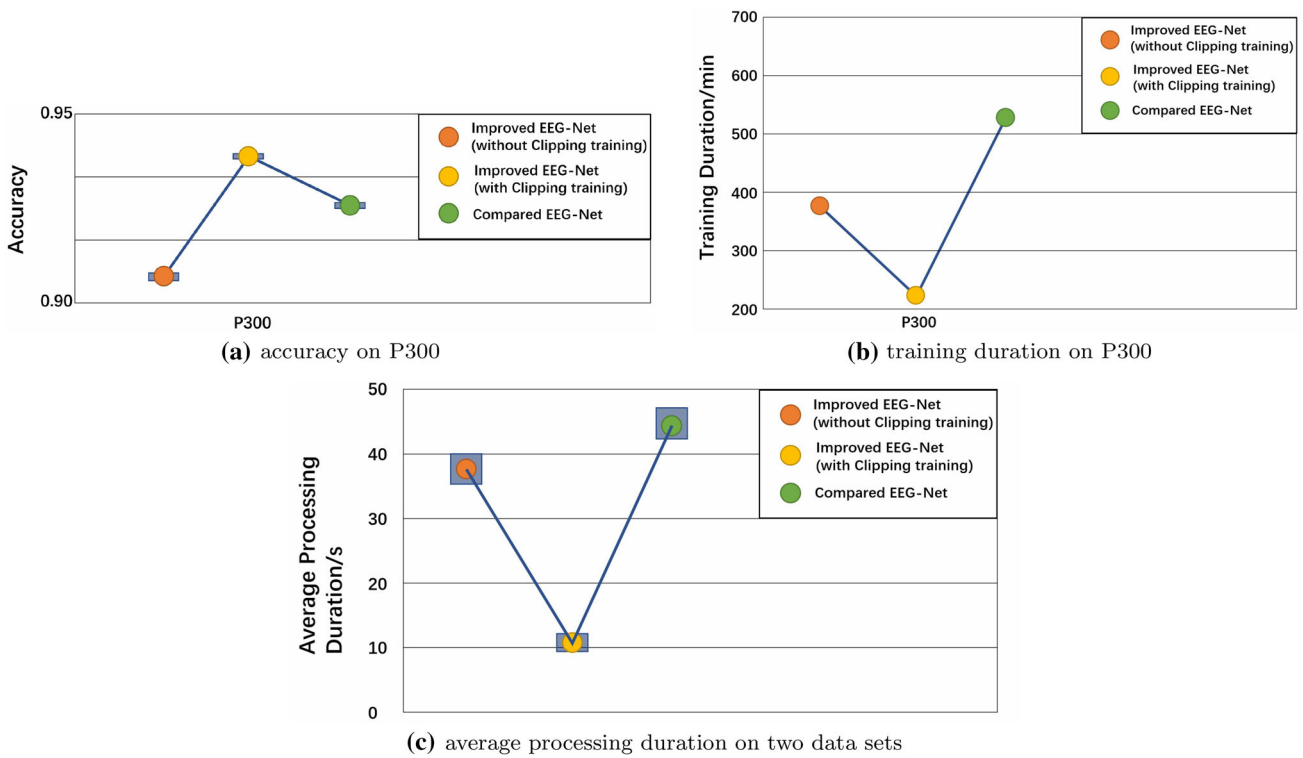 0.95
0.90
Accuracy
P300
Improved EEG-Net
(without Clipping training)
Improved EEG-Net
(with Clipping training)
Compared EEG-Net
(a) accuracy on P300
700
600
500
400
300
200
Training Duration/min
P300
Improved EEG-Net
(without Clipping training)
Improved EEG-Net
(with Clipping training)
Compared EEG-Net
(b) training duration on P300
50
40
30
20
10
0
Average Processing
Duration/s
Improved EEG-Net
(without Clipping training)
Improved EEG-Net
(with Clipping training)
Compared EEG-Net
(c) average processing duration on two data sets